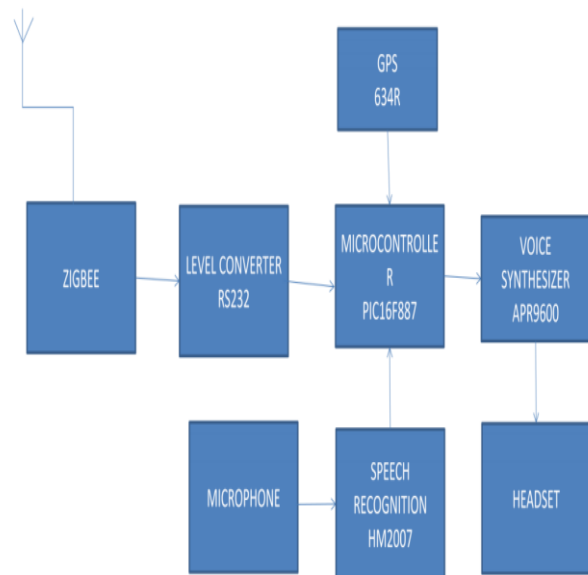 GPS
634R
ZIGBEE
LEVEL CONVERTER
RS232
MICROCONTROLLE
R
PIC16F887
VOICE
SYNTHESIZER
APR9600
MICROPHONE
SPEECH
RECOGNITION
HM2007
HEADSET